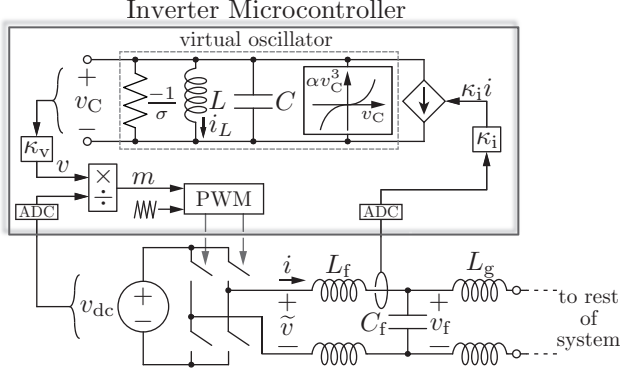 Inverter Microcontroller
virtual oscillator
+
v_C
−
−1/σ
L
i_L
C
αv_C^3
v_C
κ_i i
κ_v
κ_i
v
×
÷
m
PWM
ADC
ADC
v_dc
+
−
i
+
ṽ
−
L_f
C_f
+
v_f
−
L_g
to rest
of
system